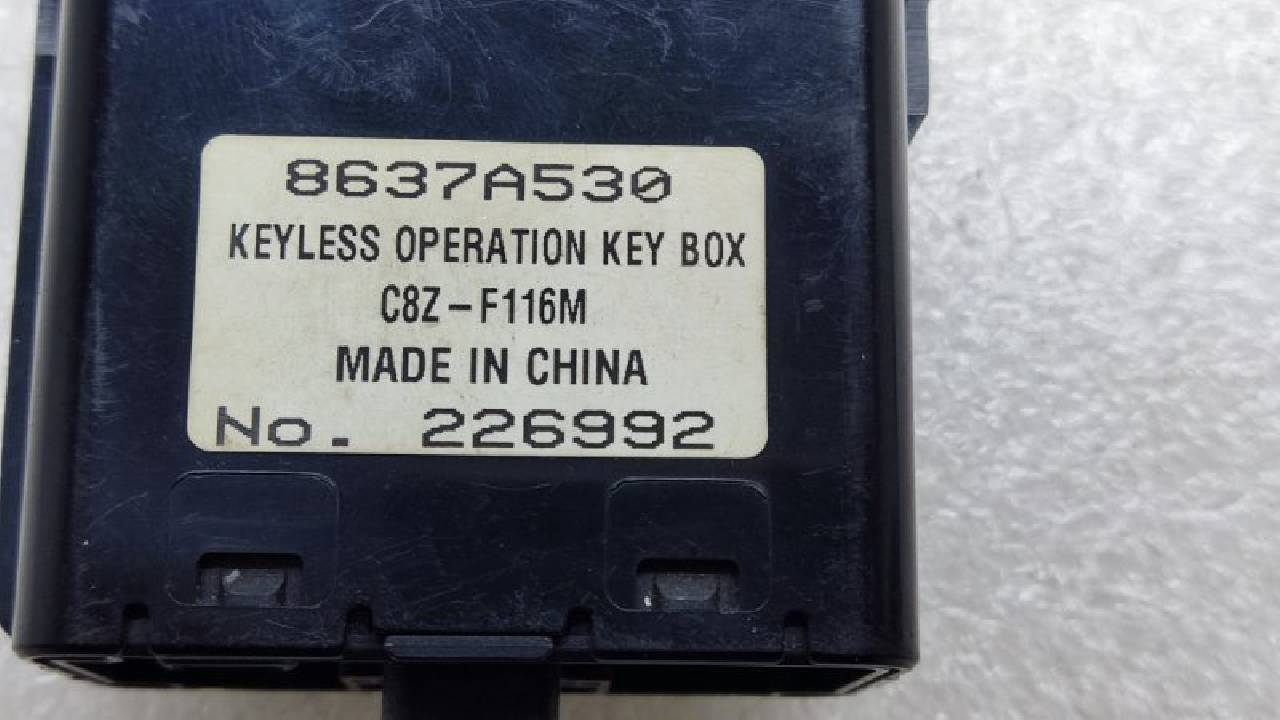 8637A530
KEYLESS OPERATION KEY BOX
C8Z-F116M
MADE IN CHINA
No. 226992